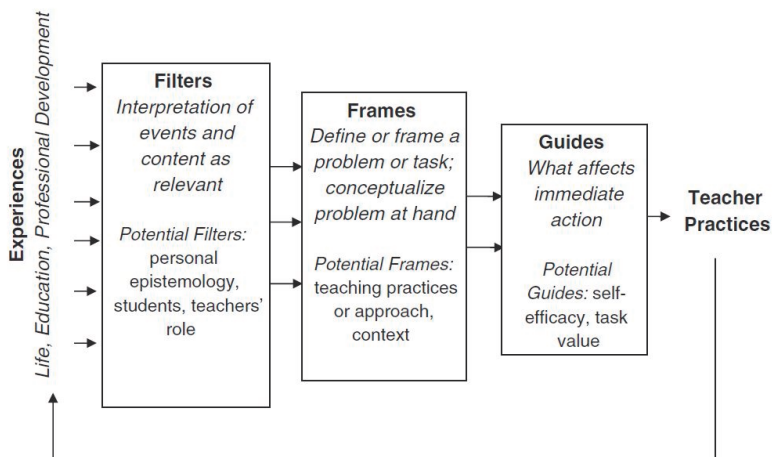 Experiences
Life, Education, Professional Development
Filters
Interpretation of
events and
content as
relevant
Potential Filters:
personal
epistemology,
students, teachers'
role
Frames
Define or frame a
problem or task;
conceptualize
problem at hand
Potential Frames:
teaching practices
or approach,
context
Guides
What affects
immediate
action
Potential
Guides: self-
efficacy, task
value
Teacher
Practices